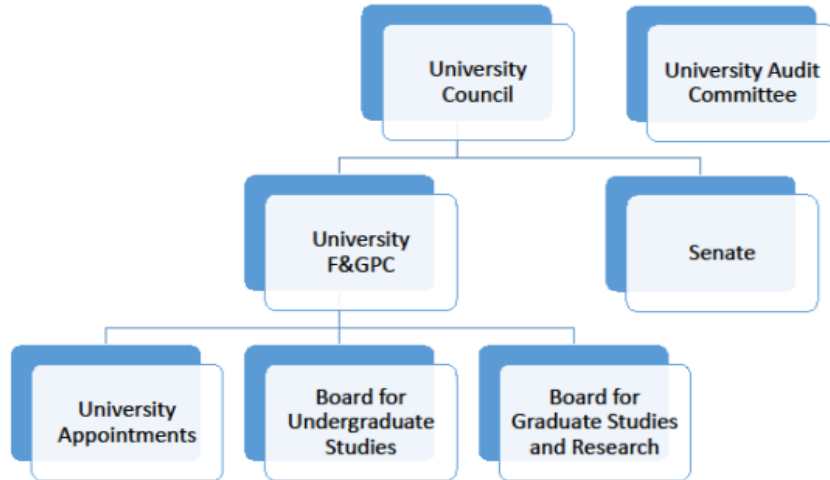 University
Council
University Audit
Committee
University
F&GPC
Senate
University
Appointments
Board for
Undergraduate
Studies
Board for
Graduate Studies
and Research